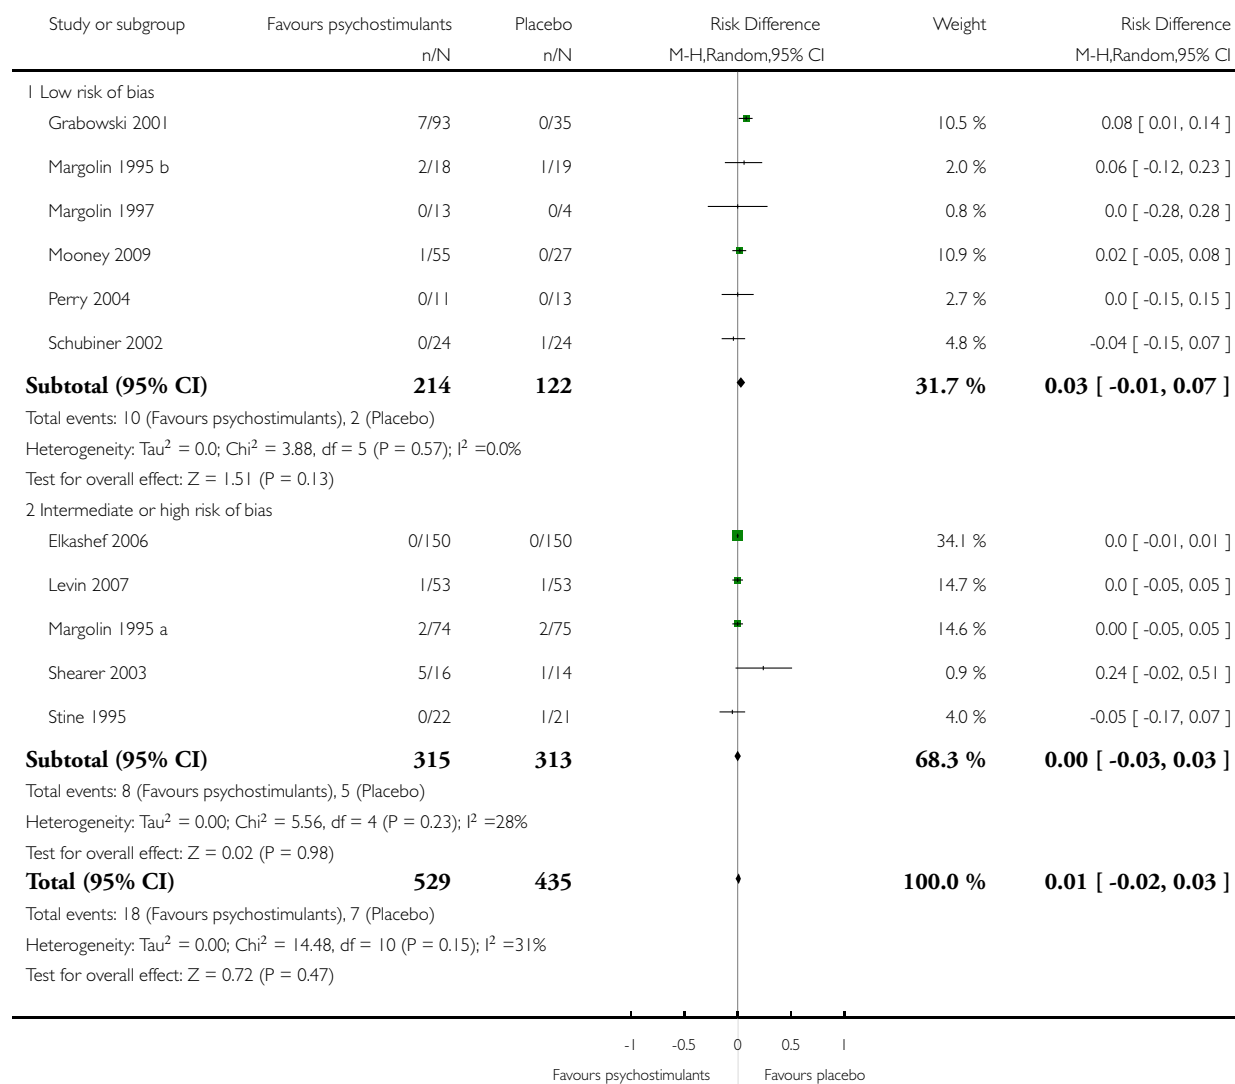 Study or subgroup Favours psychostimulants Placebo Risk Difference Weight Risk Difference
n/N n/N M-H,Random,95% CI M-H,Random,95% CI
1 Low risk of bias
Grabowski 2001 7/93 0/35 10.5 % 0.08 [ 0.01, 0.14 ]
Margolin 1995 b 2/18 1/19 2.0 % 0.06 [ -0.12, 0.23 ]
Margolin 1997 0/13 0/4 0.8 % 0.0 [ -0.28, 0.28 ]
Mooney 2009 1/55 0/27 10.9 % 0.02 [ -0.05, 0.08 ]
Perry 2004 0/11 0/13 2.7 % 0.0 [ -0.15, 0.15 ]
Schubiner 2002 0/24 1/24 4.8 % -0.04 [ -0.15, 0.07 ]
Subtotal (95% CI) 214 122 31.7 % 0.03 [ -0.01, 0.07 ]
Total events: 10 (Favours psychostimulants), 2 (Placebo)
Heterogeneity: Tau² = 0.0; Chi² = 3.88, df = 5 (P = 0.57); I² =0.0%
Test for overall effect: Z = 1.51 (P = 0.13)
2 Intermediate or high risk of bias
Elkashef 2006 0/150 0/150 34.1 % 0.0 [ -0.01, 0.01 ]
Levin 2007 1/53 1/53 14.7 % 0.0 [ -0.05, 0.05 ]
Margolin 1995 a 2/74 2/75 14.6 % 0.00 [ -0.05, 0.05 ]
Shearer 2003 5/16 1/14 0.9 % 0.24 [ -0.02, 0.51 ]
Stine 1995 0/22 1/21 4.0 % -0.05 [ -0.17, 0.07 ]
Subtotal (95% CI) 315 313 68.3 % 0.00 [ -0.03, 0.03 ]
Total events: 8 (Favours psychostimulants), 5 (Placebo)
Heterogeneity: Tau² = 0.00; Chi² = 5.56, df = 4 (P = 0.23); I² =28%
Test for overall effect: Z = 0.02 (P = 0.98)
Total (95% CI) 529 435 100.0 % 0.01 [ -0.02, 0.03 ]
Total events: 18 (Favours psychostimulants), 7 (Placebo)
Heterogeneity: Tau² = 0.00; Chi² = 14.48, df = 10 (P = 0.15); I² =31%
Test for overall effect: Z = 0.72 (P = 0.47)
-1 -0.5 0 0.5 1
Favours psychostimulants Favours placebo